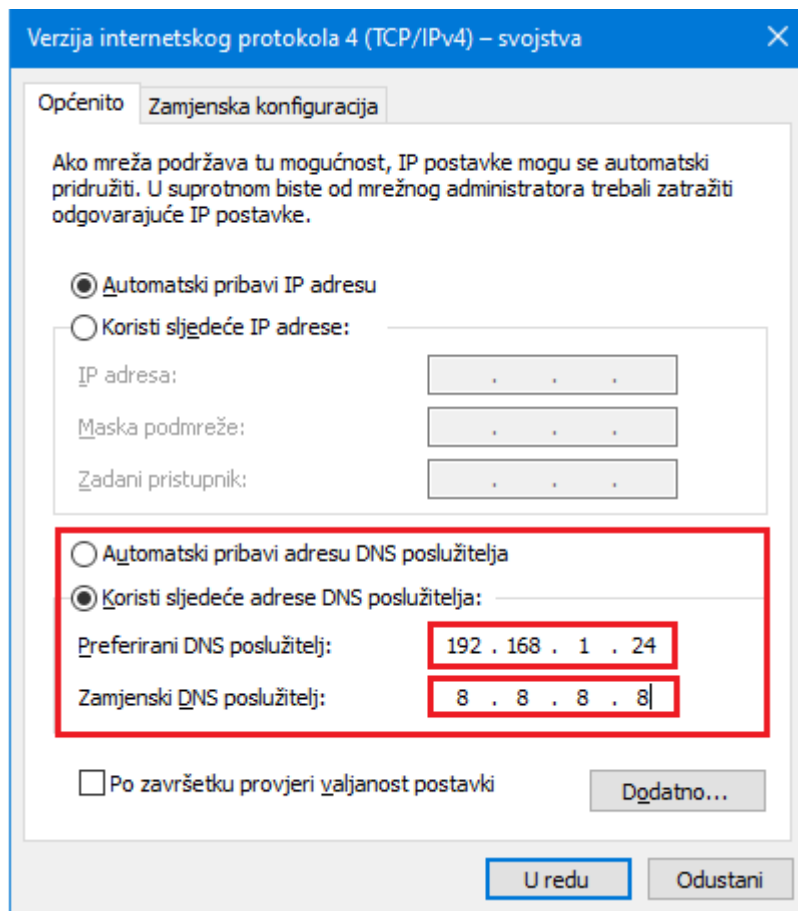 Verzija internetskog protokola 4 (TCP/IPv4) – svojstva
Općenito
Zamjenska konfiguracija
Ako mreža podržava tu mogućnost, IP postavke mogu se automatski
pridružiti. U suprotnom biste od mrežnog administratora trebali zatražiti
odgovarajuće IP postavke.
Automatski pribavi IP adresu
Koristi sljedeće IP adrese:
IP adresa: . . .
Maska podmreže: . . .
Zadani pristupnik: . . .
Automatski pribavi adresu DNS poslužitelja
Koristi sljedeće adrese DNS poslužitelja:
Preferirani DNS poslužitelj: 192 . 168 . 1 . 24
Zamjenski DNS poslužitelj: 8 . 8 . 8 . 8
Po završetku provjeri valjanost postavki
Dodatno...
U redu
Odustani